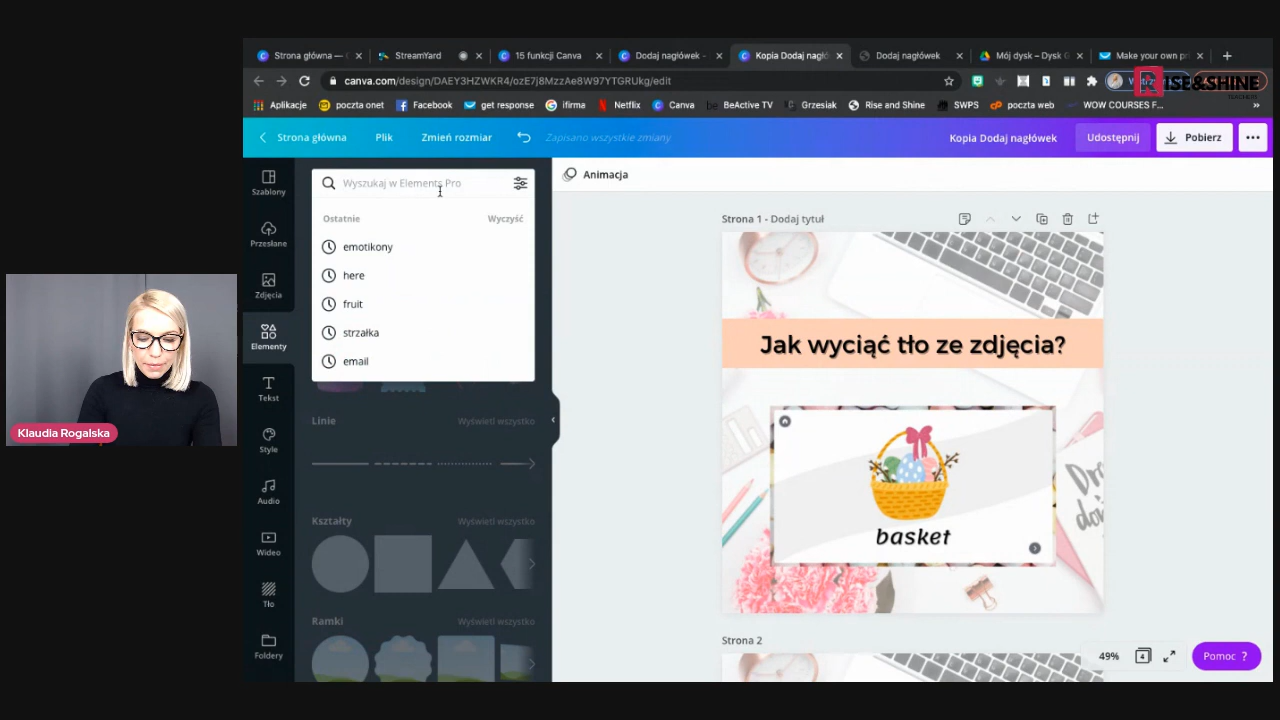 Strona główna —
StreamYard
15 funkcji Canva
Dodaj nagłówek -
Kopia Dodaj nagłó
Dodaj nagłówek
Mój dysk – Dysk G
Make your own p
canva.com/design/DAEY3HZWKR4/ozE7j8MzzAe8W97YTGRUkg/edit
RISE&SHINE
Aplikacje
poczta onet
Facebook
get response
ifirma
Netflix
Canva
BeActive TV
Grzesiak
Rise and Shine
SWPS
poczta web
WOW COURSES F...
Strona główna
Plik
Zmień rozmiar
Zapisano wszystkie zmiany
Kopia Dodaj nagłówek
Udostępnij
Pobierz
Szablony
Przesłane
Zdjęcia
Elementy
Tekst
Style
Audio
Wideo
Tło
Foldery
Wyszukaj w Elements Pro
Ostatnie
Wyczyść
emotikony
here
fruit
strzałka
email
Linie
Wyświetl wszystko
Kształty
Wyświetl wszystko
Ramki
Wyświetl wszystko
Animacja
Strona 1 - Dodaj tytuł
Jak wyciąć tło ze zdjęcia?
basket
Strona 2
49%
4
Pomoc ?
Klaudia Rogalska